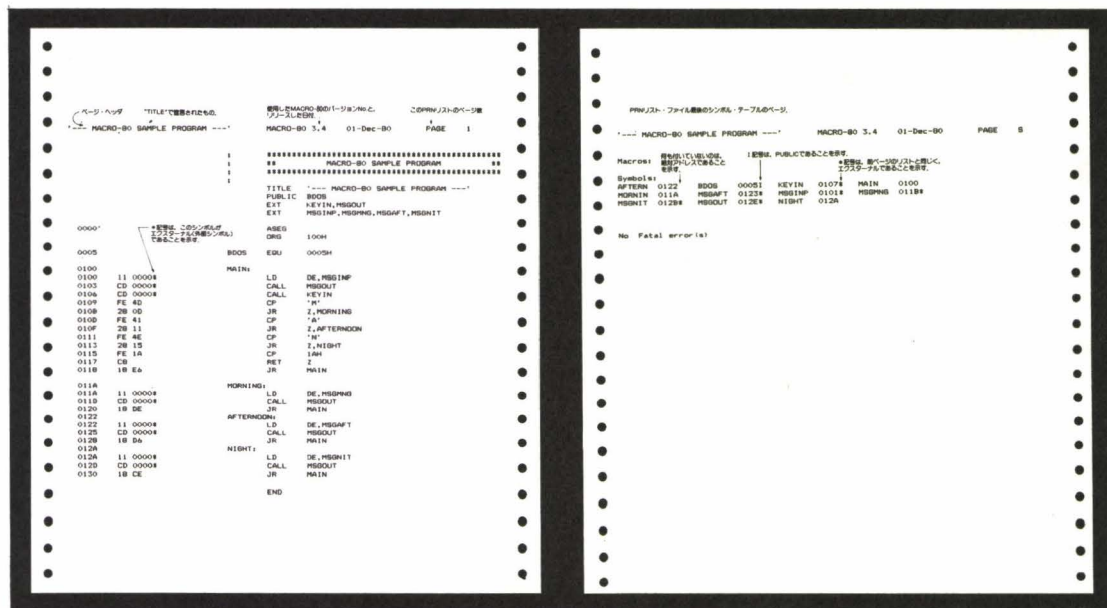 ページ・ヘッダ "TITLE"で宣言されたもの。 使用したMACRO-80のバージョンNo.と、 このPRNリストのページ数
リリースした日付.
'--- MACRO-80 SAMPLE PROGRAM ---' MACRO-80 3.4 01-Dec-80 PAGE 1
; ********************************************
; ** MACRO-80 SAMPLE PROGRAM **
; ********************************************
;
TITLE '--- MACRO-80 SAMPLE PROGRAM ---'
PUBLIC BDOS
EXT KEYIN,MSGOUT
EXT MSGINP,MSGMNG,MSGAFT,MSGNIT
0000' ASEG
ORG 100H
*記号は、このシンボルが
エクスターナル(外部シンボル)
であることを示す.
0005 BDOS EQU 0005H
0100 MAIN:
0100 11 0000* LD DE,MSGINP
0103 CD 0000* CALL MSGOUT
0106 CD 0000* CALL KEYIN
0109 FE 4D CP 'M'
010B 28 0D JR Z,MORNING
010D FE 41 CP 'A'
010F 28 11 JR Z,AFTERNOON
0111 FE 4E CP 'N'
0113 28 15 JR Z,NIGHT
0115 FE 1A CP 1AH
0117 C8 RET Z
0118 18 E6 JR MAIN
011A MORNING:
011A 11 0000* LD DE,MSGMNG
011D CD 0000* CALL MSGOUT
0120 18 DE JR MAIN
0122 AFTERNOON:
0122 11 0000* LD DE,MSGAFT
0125 CD 0000* CALL MSGOUT
0128 18 D6 JR MAIN
012A NIGHT:
012A 11 0000* LD DE,MSGNIT
012D CD 0000* CALL MSGOUT
0130 18 CE JR MAIN
END
PRNリスト・ファイル最後のシンボル・テーブルのページ.
'--- MACRO-80 SAMPLE PROGRAM ---' MACRO-80 3.4 01-Dec-80 PAGE S
何も付いていないのは、
絶対アドレスであること
を示す.
I記号は、PUBLICであることを示す.
*記号は、前ページのリストと同じく、
エクスターナルであることを示す.
Macros:
Symbols:
AFTERN 0122 BDOS 0005I KEYIN 0107* MAIN 0100
MORNIN 011A MSGAFT 0123* MSGINP 0101* MSGMNG 011B*
MSGNIT 012B* MSGOUT 012E* NIGHT 012A
No Fatal error(s)